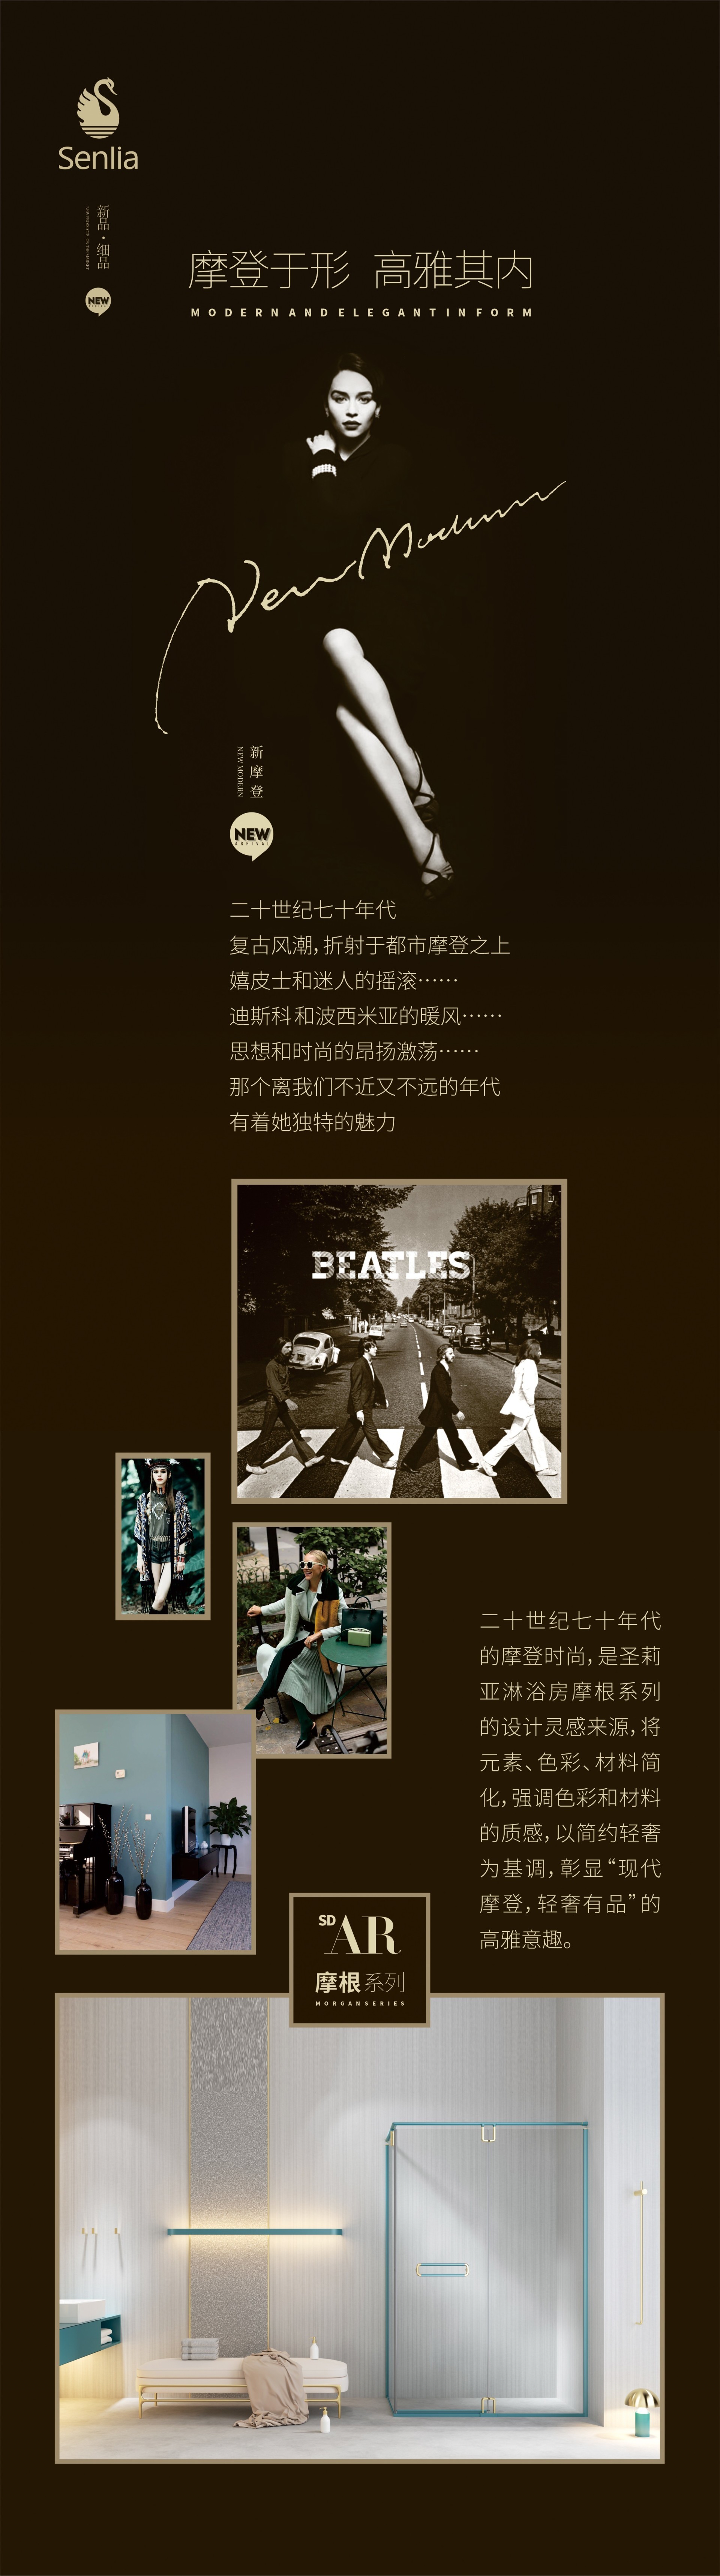 Senlia
新品·细品
NEW PRODUCTS ON THE MARKET
NEW
摩登于形 高雅其内
MODERN AND ELEGANT IN FORM
New Modern
新摩登
NEW MODERN
NEW
ARRIVAL
二十世纪七十年代
复古风潮，折射于都市摩登之上
嬉皮士和迷人的摇滚……
迪斯科和波西米亚的暖风……
思想和时尚的昂扬激荡……
那个离我们不近又不远的年代
有着她独特的魅力
BEATLES
二十世纪七十年代
的摩登时尚，是圣莉
亚淋浴房摩根系列
的设计灵感来源，将
元素、色彩、材料简
化，强调色彩和材料
的质感，以简约轻奢
为基调，彰显“现代
摩登，轻奢有品”的
高雅意趣。
SD AR
摩根系列
MORGAN SERIES